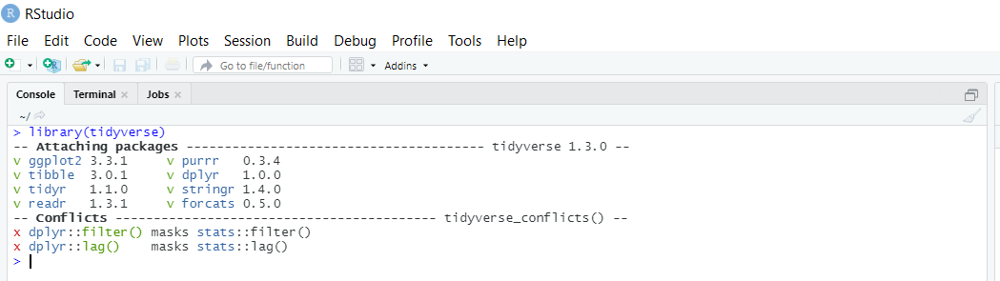 RStudio
File Edit Code View Plots Session Build Debug Profile Tools Help
Go to file/function Addins
Console Terminal Jobs
~/
> library(tidyverse)
-- Attaching packages --------------------------------------- tidyverse 1.3.0 --
v ggplot2 3.3.1     v purrr   0.3.4
v tibble  3.0.1     v dplyr   1.0.0
v tidyr   1.1.0     v stringr 1.4.0
v readr   1.3.1     v forcats 0.5.0
-- Conflicts ------------------------------------------ tidyverse_conflicts() --
x dplyr::filter() masks stats::filter()
x dplyr::lag()    masks stats::lag()
>